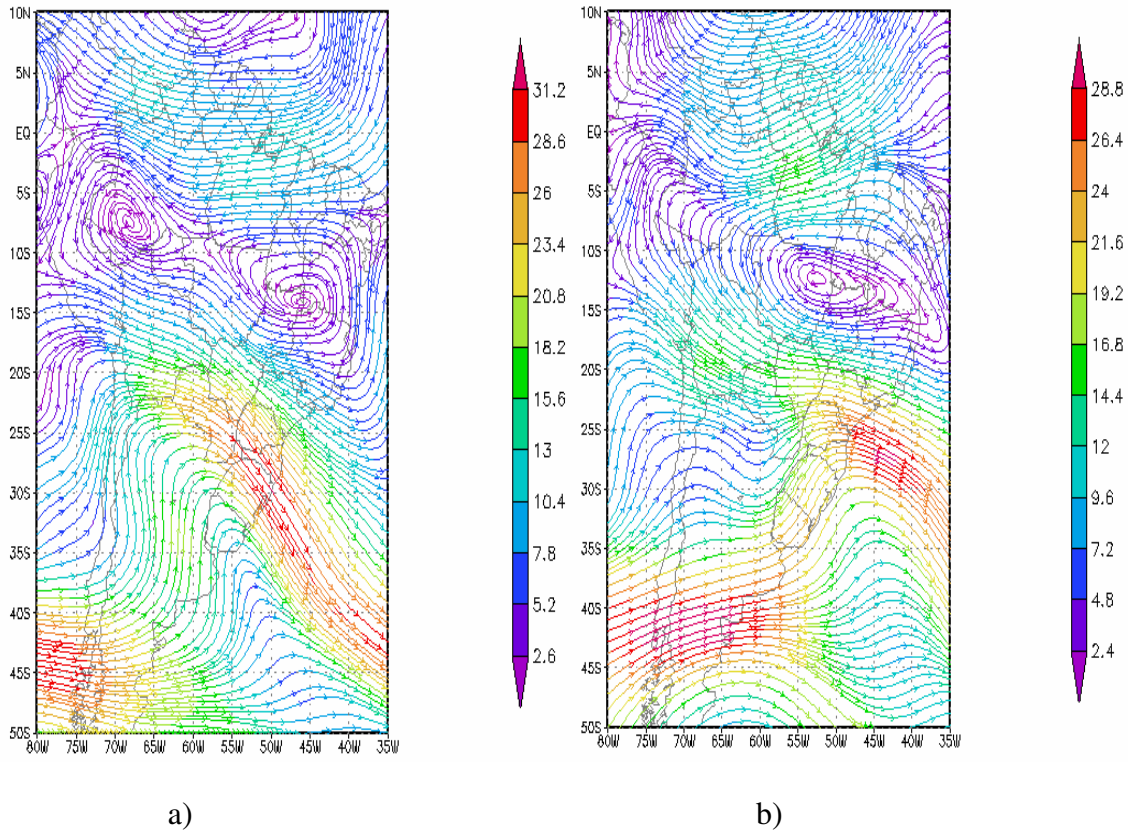 10N
5N
EQ
5S
10S
15S
20S
25S
30S
35S
40S
45S
50S
80W 75W 70W 65W 60W 55W 50W 45W 40W 35W
31.2
28.6
26
23.4
20.8
18.2
15.6
13
10.4
7.8
5.2
2.6
10N
5N
EQ
5S
10S
15S
20S
25S
30S
35S
40S
45S
50S
80W 75W 70W 65W 60W 55W 50W 45W 40W 35W
28.8
26.4
24
21.6
19.2
16.8
14.4
12
9.6
7.2
4.8
2.4
a) b)